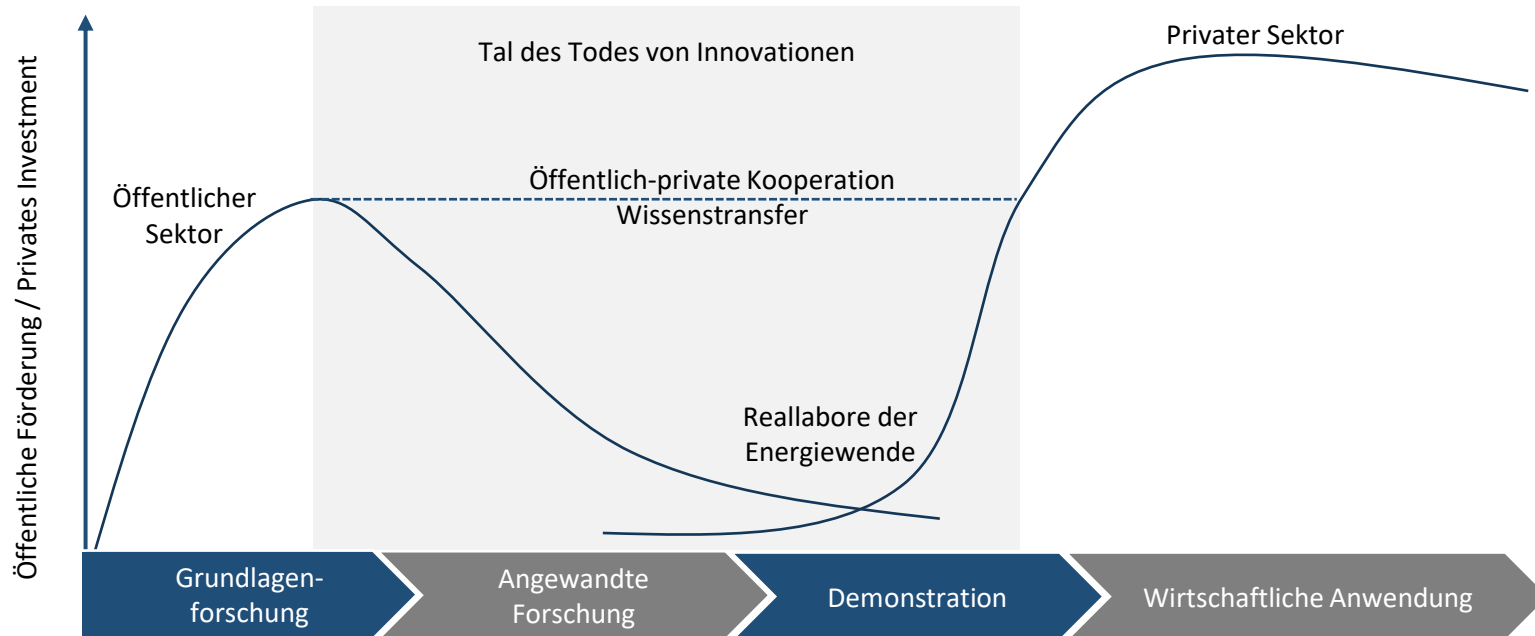 Öffentliche Förderung / Privates Investment
Tal des Todes von Innovationen
Privater Sektor
Öffentlicher
Sektor
Öffentlich-private Kooperation
Wissenstransfer
Reallabore der
Energiewende
Grundlagen-
forschung
Angewandte
Forschung
Demonstration
Wirtschaftliche Anwendung